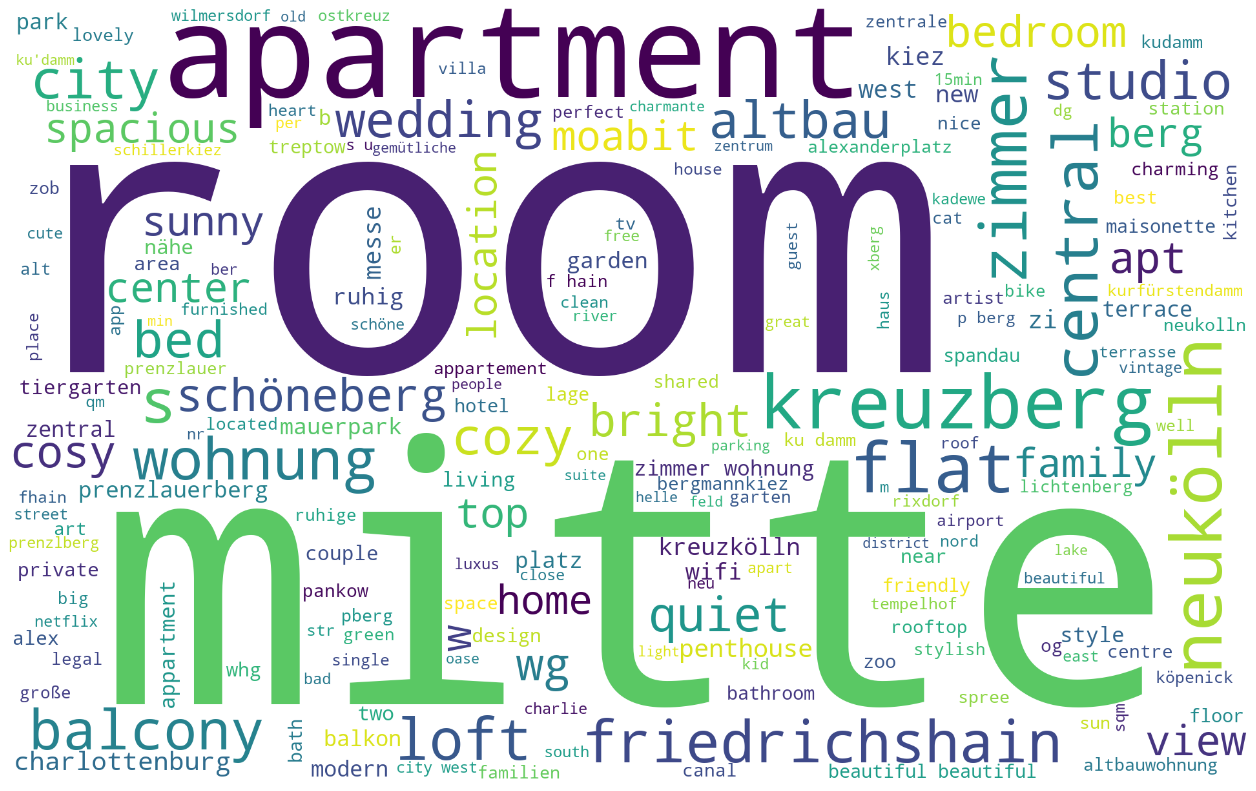 park
wilmersdorf
old
ostkreuz
apartment
zentrale
bedroom
lovely
kudamm
ku'damm
city
villa
kiez
studio
15min
west
new
business
heart
wedding
perfect
charmante
altbau
zimmer
station
dg
spacious
per
b
moabit
nice
central
berg
schillerkiez
treptow
s u
gemütliche
zentrum
alexanderplatz
room
location
house
charming
zob
kadewe
best
kitchen
cute
sunny
messe
tv
free
guest
xberg
cat
maisonette
nähe
er
garden
alt
area
ber
apt
center
ruhig
f hain
furnished
clean
river
artist
bike
kurfürstendamm
terrace
place
app
min
schöne
great
haus
p berg
zi
neukolln
bed
prenzlauer
appartement
spandau
terrasse
vintage
tiergarten
people
shared
neukölln
qm
s
schöneberg
hotel
lage
kreuzberg
zentral
nr
located
mauerpark
cozy
bright
well
cosy
wohnung
one
parking
ku damm
flat
roof
family
zimmer wohnung
prenzlauerberg
living
suite
bergmannkiez
m
lichtenberg
fhain
helle
feld
garten
rixdorf
street
mitte
art
ruhige
top
airport
prenzlberg
couple
luxus
platz
kreuzkölln
district
nord
lake
private
close
wifi
apart
near
neu
beautiful
big
appartment
pankow
space
home
friendly
netflix
pberg
quiet
tempelhof
alex
str
green
w
design
rooftop
style
legal
single
oase
light
penthouse
stylish
og
east
centre
whg
wg
kid
zoo
köpenick
große
bad
bathroom
spree
charlie
two
floor
balcony
bath
balkon
loft
friedrichshain
sun
sqm
view
charlottenburg
modern
city west
south
familien
canal
beautiful beautiful
altbauwohnung